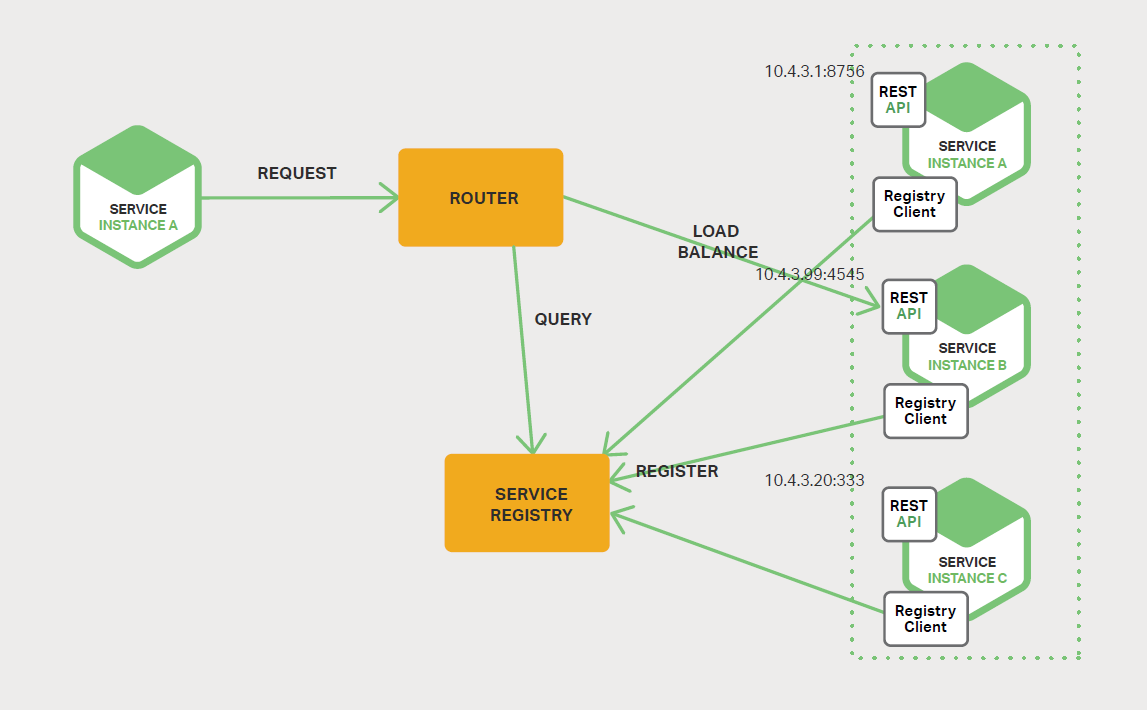 10.4.3.1:8756
REST
API
SERVICE
INSTANCE A
Registry
Client
SERVICE
INSTANCE A
REQUEST
ROUTER
LOAD
BALANCE
10.4.3.99:4545
REST
API
SERVICE
INSTANCE B
Registry
Client
QUERY
SERVICE
REGISTRY
REGISTER
10.4.3.20:333
REST
API
SERVICE
INSTANCE C
Registry
Client